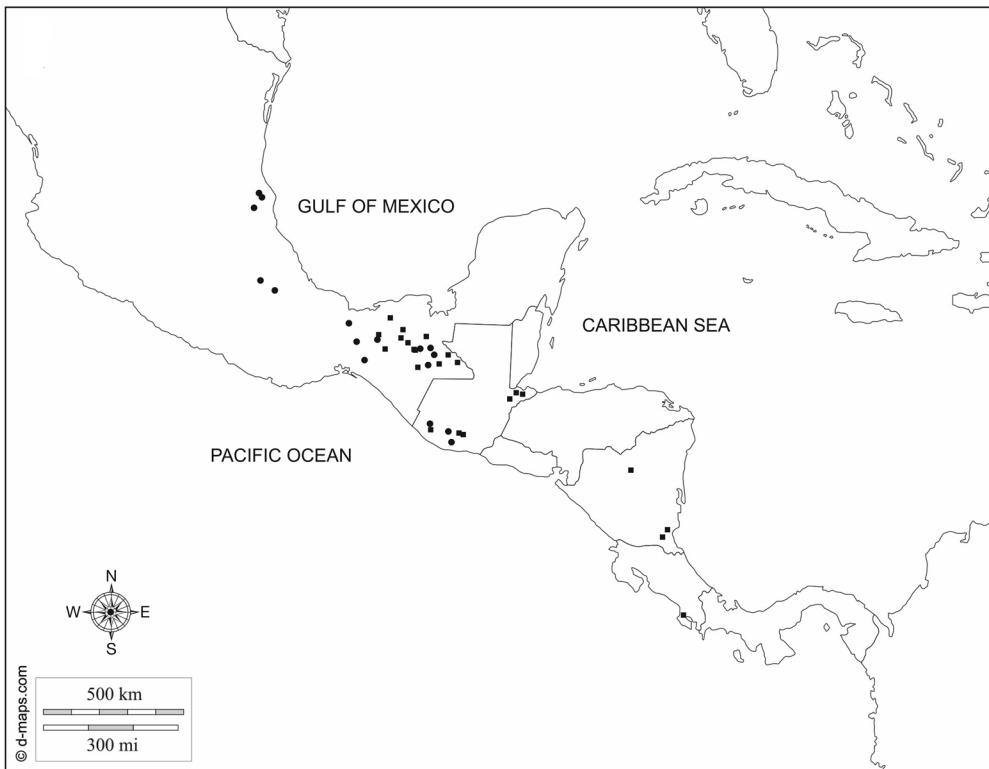 GULF OF MEXICO
CARIBBEAN SEA
PACIFIC OCEAN
N
W
E
S
500 km
300 mi
© d-maps.com